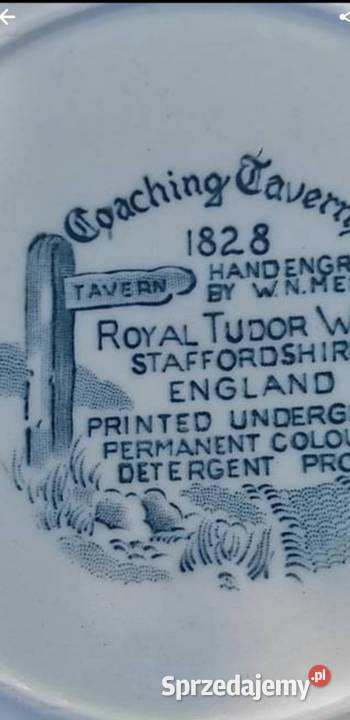 Coaching Tavern
1828
HANDENGR
BY W.N.ME
TAVERN
ROYAL TUDOR W
STAFFORDSHIR
ENGLAND
PRINTED UNDERG
PERMANENT COLOU
DETERGENT PRO
Sprzedajemy.pl